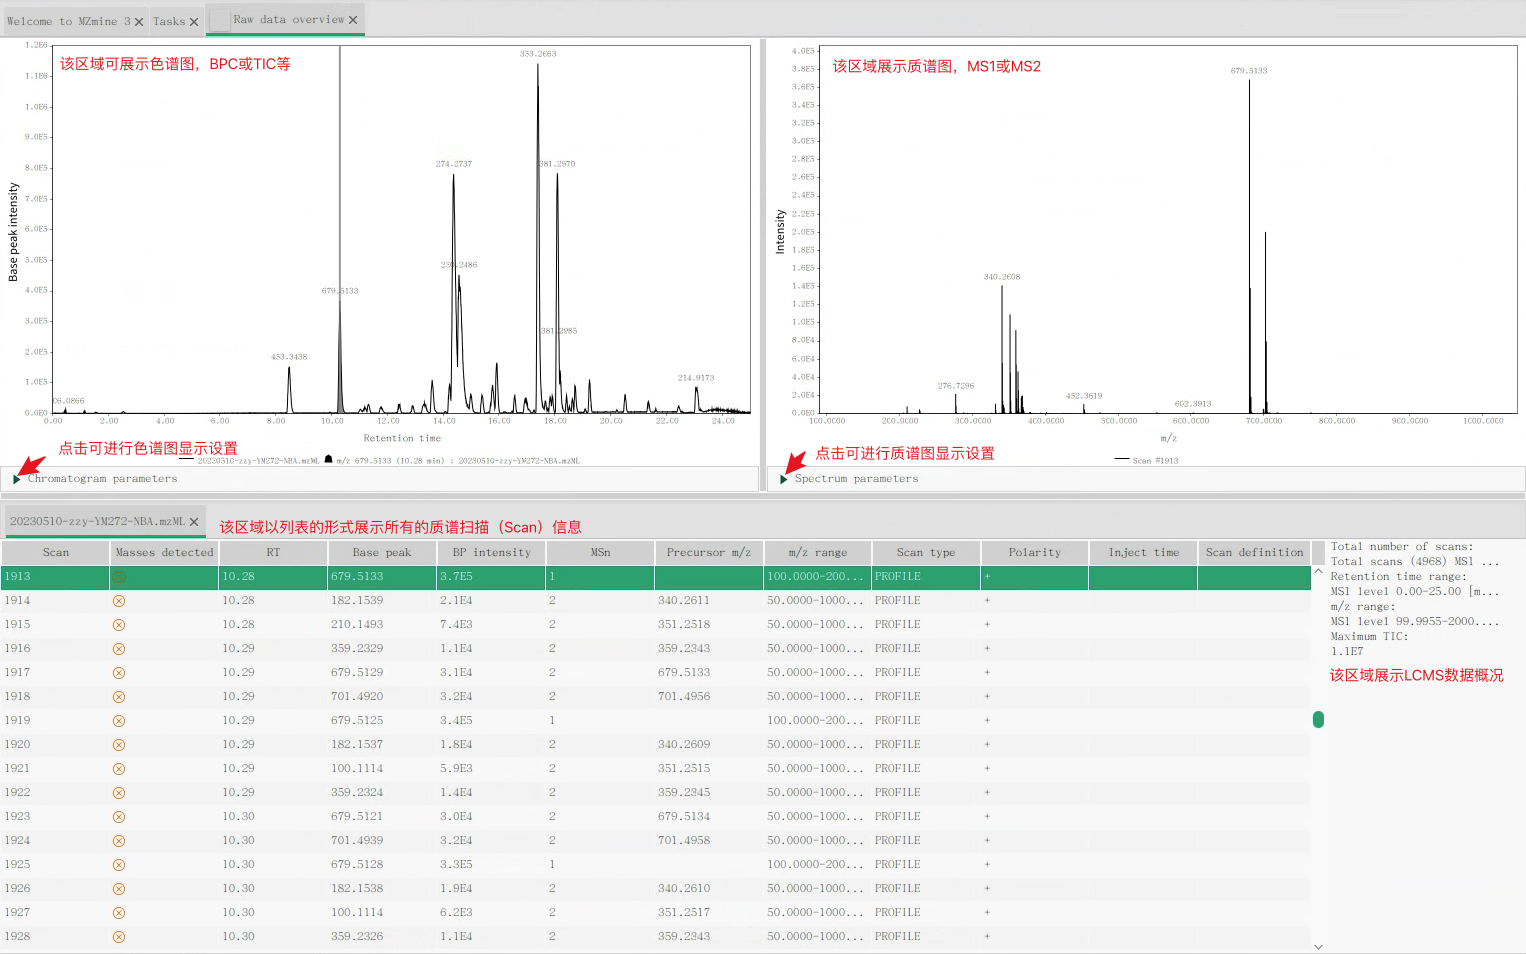 Welcome to MZmine 3 × Tasks × Raw data overview ×
1.2E6
1.1E6
1.0E6
9.0E5
8.0E5
7.0E5
6.0E5
5.0E5
4.0E5
3.0E5
2.0E5
1.0E5
0.0E0
Base peak intensity
该区域可展示色谱图，BPC或TIC等
353.2663
274.2737
381.2970
230.2486
679.5133
381.2985
453.3438
214.9173
06.0866
0.00 2.00 4.00 6.00 8.00 10.00 12.00 14.00 16.00 18.00 20.00 22.00 24.00
Retention time
点击可进行色谱图显示设置
20230510-zzy-YM272-NBA.mzML m/z 679.5133 (10.28 min) : 20230510-zzy-YM272-NBA.mzML
Chromatogram parameters
4.0E5
3.8E5
3.6E5
3.4E5
3.2E5
3.0E5
2.8E5
2.6E5
2.4E5
2.2E5
2.0E5
1.8E5
1.6E5
1.4E5
1.2E5
1.0E5
8.0E4
6.0E4
4.0E4
2.0E4
0.0E0
Intensity
该区域展示质谱图，MS1或MS2
679.5133
340.2608
276.7296
452.3619
602.3913
100.0000 200.0000 300.0000 400.0000 500.0000 600.0000 700.0000 800.0000 900.0000 1000.0000
m/z
点击可进行质谱图显示设置
Scan #1913
Spectrum parameters
20230510-zzy-YM272-NBA.mzML ×
该区域以列表的形式展示所有的质谱扫描（Scan）信息
Scan Masses detected RT Base peak BP intensity MSn Precursor m/z m/z range Scan type Polarity Inject time Scan definition
1913 10.28 679.5133 3.7E5 1 100.0000-200... PROFILE +
1914 10.28 182.1539 2.1E4 2 340.2611 50.0000-1000... PROFILE +
1915 10.28 210.1493 7.4E3 2 351.2518 50.0000-1000... PROFILE +
1916 10.29 359.2329 1.1E4 2 359.2343 50.0000-1000... PROFILE +
1917 10.29 679.5129 3.1E4 2 679.5133 50.0000-1000... PROFILE +
1918 10.29 701.4920 3.2E4 2 701.4956 50.0000-1000... PROFILE +
1919 10.29 679.5125 3.4E5 1 100.0000-200... PROFILE +
1920 10.29 182.1537 1.8E4 2 340.2609 50.0000-1000... PROFILE +
1921 10.29 100.1114 5.9E3 2 351.2515 50.0000-1000... PROFILE +
1922 10.29 359.2324 1.4E4 2 359.2345 50.0000-1000... PROFILE +
1923 10.30 679.5121 3.0E4 2 679.5134 50.0000-1000... PROFILE +
1924 10.30 701.4939 3.2E4 2 701.4958 50.0000-1000... PROFILE +
1925 10.30 679.5128 3.3E5 1 100.0000-200... PROFILE +
1926 10.30 182.1538 1.9E4 2 340.2610 50.0000-1000... PROFILE +
1927 10.30 100.1114 6.2E3 2 351.2517 50.0000-1000... PROFILE +
1928 10.30 359.2326 1.1E4 2 359.2343 50.0000-1000... PROFILE +
Total number of scans:
Total scans (4968) MS1 ...
Retention time range:
MS1 level 0.00-25.00 [m...
m/z range:
MS1 level 99.9955-2000....
Maximum TIC:
1.1E7
该区域展示LCMS数据概况